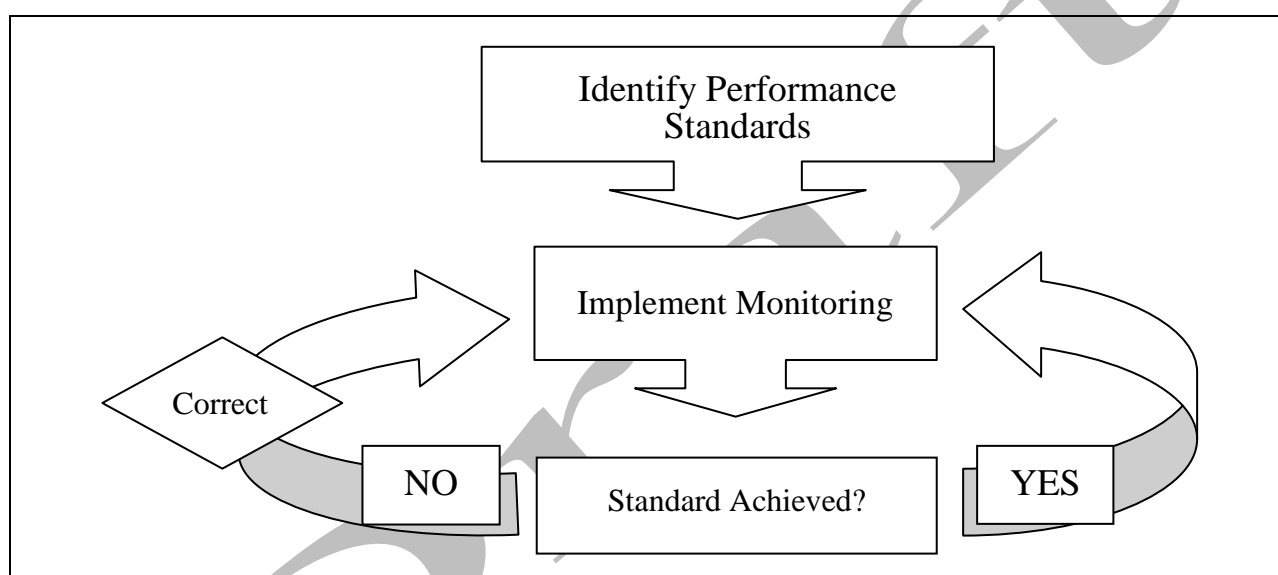 Identify Performance
Standards
Implement Monitoring
Correct
NO
Standard Achieved?
YES